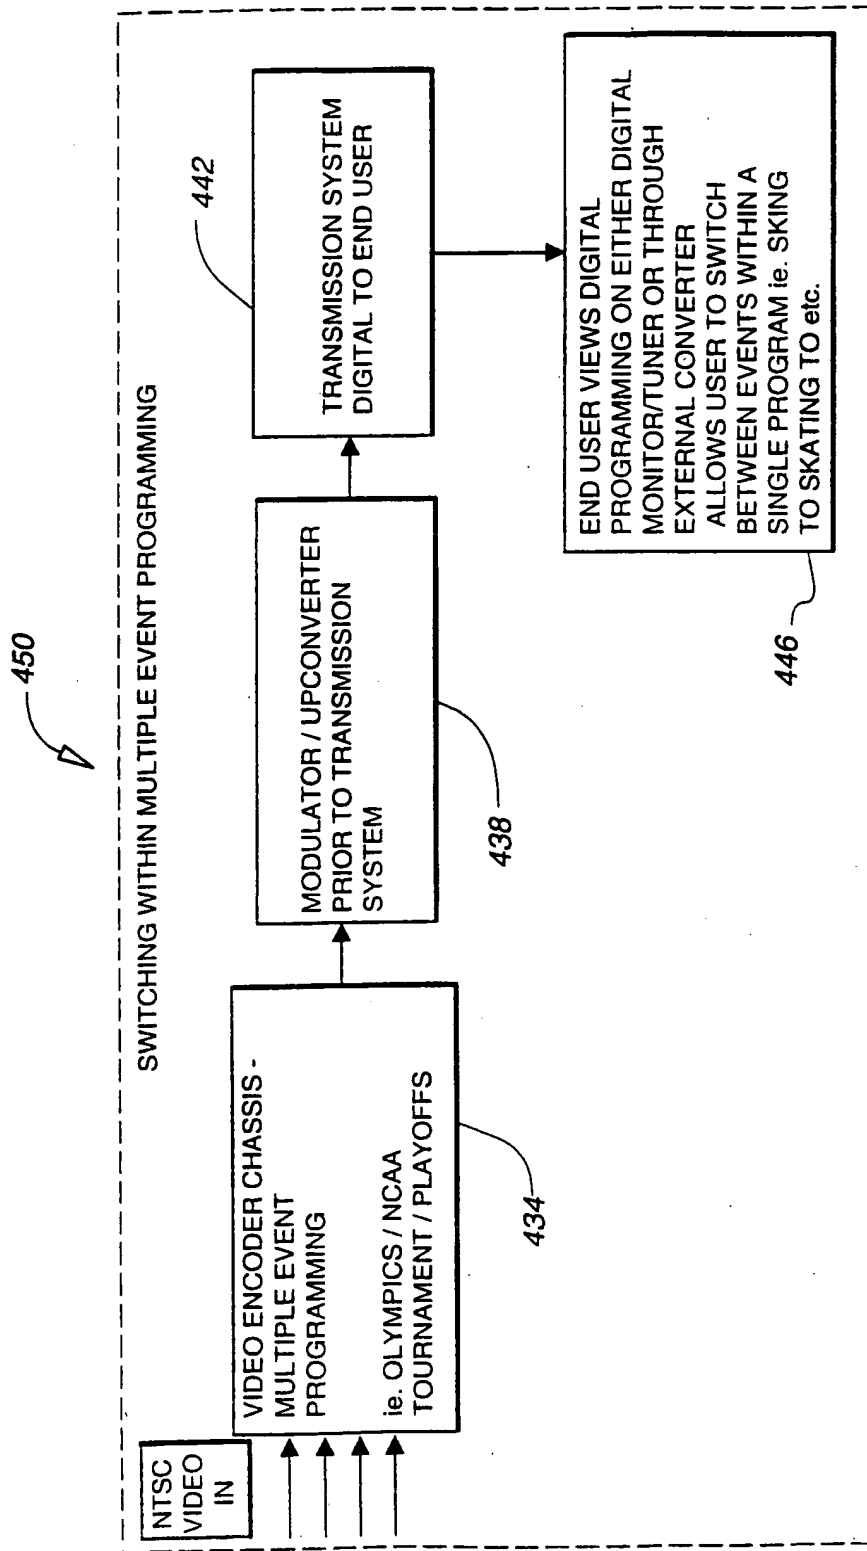 450
SWITCHING WITHIN MULTIPLE EVENT PROGRAMMING
NTSC
VIDEO
IN
VIDEO ENCODER CHASSIS -
MULTIPLE EVENT
PROGRAMMING
ie. OLYMPICS / NCAA
TOURNAMENT / PLAYOFFS
434
MODULATOR / UPCONVERTER
PRIOR TO TRANSMISSION
SYSTEM
438
TRANSMISSION SYSTEM
DIGITAL TO END USER
442
END USER VIEWS DIGITAL
PROGRAMMING ON EITHER DIGITAL
MONITOR/TUNER OR THROUGH
EXTERNAL CONVERTER
ALLOWS USER TO SWITCH
BETWEEN EVENTS WITHIN A
SINGLE PROGRAM ie. SKING
TO SKATING TO etc.
446